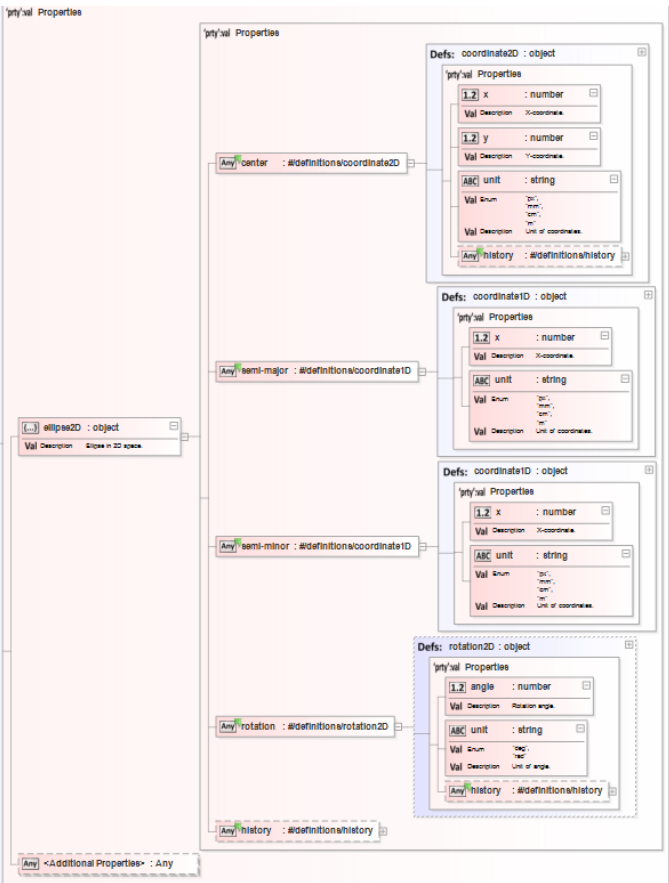 'prty':val Properties
'prty':val Properties
Defs: coordinate2D : object
'prty':val Properties
1.2 x : number
Val Description X-coordinate.
1.2 y : number
Val Description Y-coordinate.
ABC unit : string
Val Enum "px",
"mm",
"cm",
"m"
Val Description Unit of coordinates.
Any history : #/definitions/history
Any center : #/definitions/coordinate2D
Defs: coordinate1D : object
'prty':val Properties
1.2 x : number
Val Description X-coordinate.
ABC unit : string
Val Enum "px",
"mm",
"cm",
"m"
Val Description Unit of coordinates.
Any semi-major : #/definitions/coordinate1D
{...} ellipse2D : object
Val Description Ellipse in 2D space.
Defs: coordinate1D : object
'prty':val Properties
1.2 x : number
Val Description X-coordinate.
ABC unit : string
Val Enum "px",
"mm",
"cm",
"m"
Val Description Unit of coordinates.
Any semi-minor : #/definitions/coordinate1D
Defs: rotation2D : object
'prty':val Properties
1.2 angle : number
Val Description Rotation angle.
ABC unit : string
Val Enum "deg",
"rad"
Val Description Unit of angle.
Any history : #/definitions/history
Any rotation : #/definitions/rotation2D
Any history : #/definitions/history
Any <Additional Properties> : Any